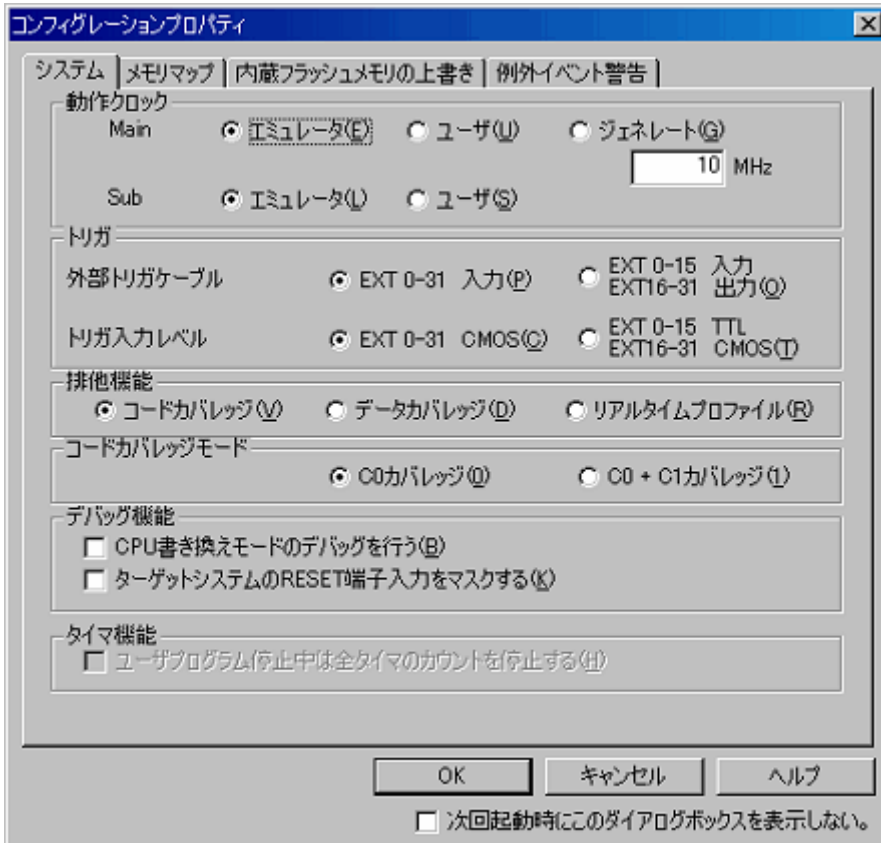 コンフィグレーションプロパティ
システム メモリマップ 内蔵フラッシュメモリの上書き 例外イベント警告
動作クロック
Main エミュレータ(E) ユーザ(U) ジェネレート(G)
10 MHz
Sub エミュレータ(L) ユーザ(S)
トリガ
外部トリガケーブル EXT 0-31 入力(P) EXT 0-15 入力
EXT16-31 出力(O)
トリガ入力レベル EXT 0-31 CMOS(C) EXT 0-15 TTL
EXT16-31 CMOS(T)
排他機能
コードカバレッジ(V) データカバレッジ(D) リアルタイムプロファイル(R)
コードカバレッジモード
C0カバレッジ(0) C0 + C1カバレッジ(1)
デバッグ機能
CPU書き換えモードのデバッグを行う(B)
ターゲットシステムのRESET端子入力をマスクする(K)
タイマ機能
ユーザプログラム停止中は全タイマのカウントを停止する(H)
OK キャンセル ヘルプ
次回起動時にこのダイアログボックスを表示しない。